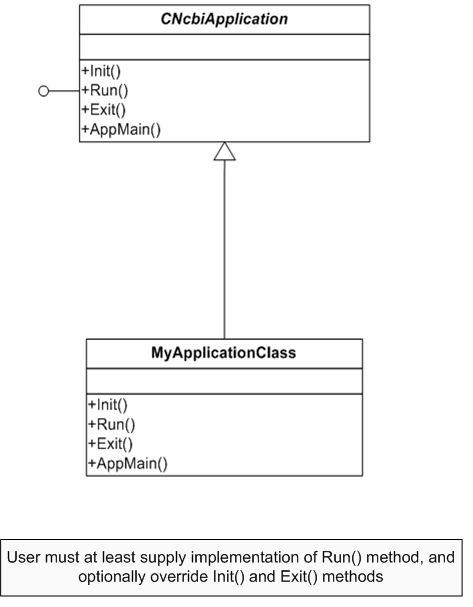 CNcbiApplication
+Init()
+Run()
+Exit()
+AppMain()
MyApplicationClass
+Init()
+Run()
+Exit()
+AppMain()
User must at least supply implementation of Run() method, and
optionally override Init() and Exit() methods